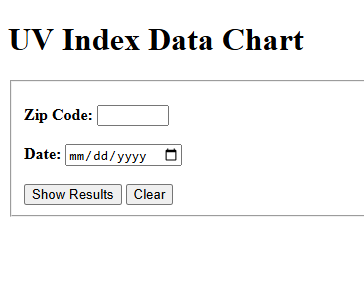 UV Index Data Chart
Zip Code:
Date: mm/dd/yyyy
Show Results Clear